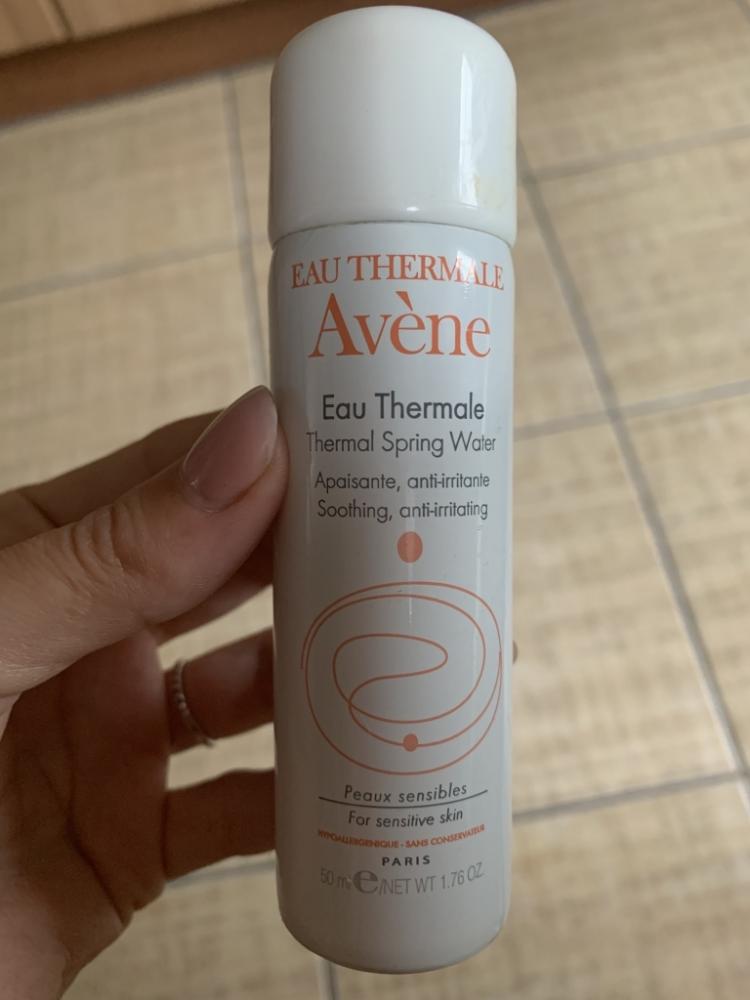 EAU THERMALE
Avène
Eau Thermale
Thermal Spring Water
Apaisante, anti-irritante
Soothing, anti-irritating
Peaux sensibles
For sensitive skin
HYPOALLERGENIQUE - SANS CONSERVATEUR
PARIS
50 ml e/NET WT 1.76 OZ.